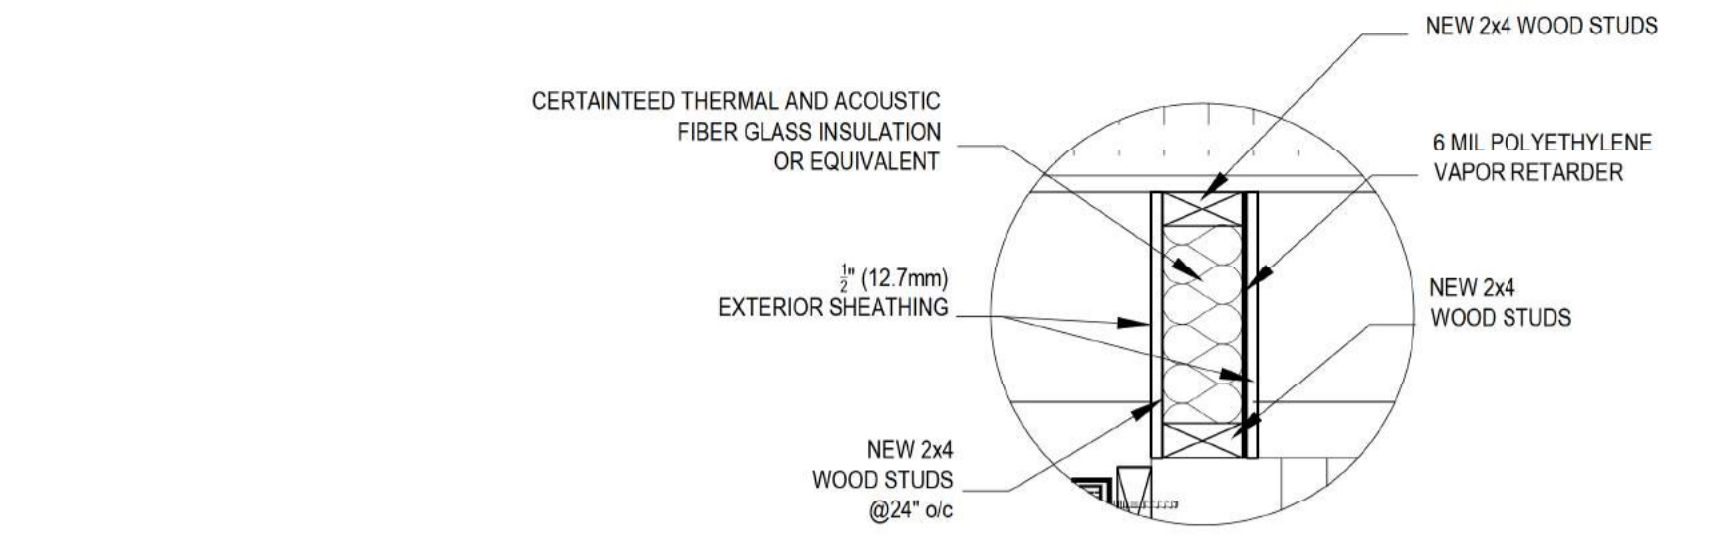 NEW 2x4 WOOD STUDS
CERTAINTEED THERMAL AND ACOUSTIC
FIBER GLASS INSULATION
OR EQUIVALENT
6 MIL POLYETHYLENE
VAPOR RETARDER
½" (12.7mm)
EXTERIOR SHEATHING
NEW 2x4
WOOD STUDS
NEW 2x4
WOOD STUDS
@24" o/c